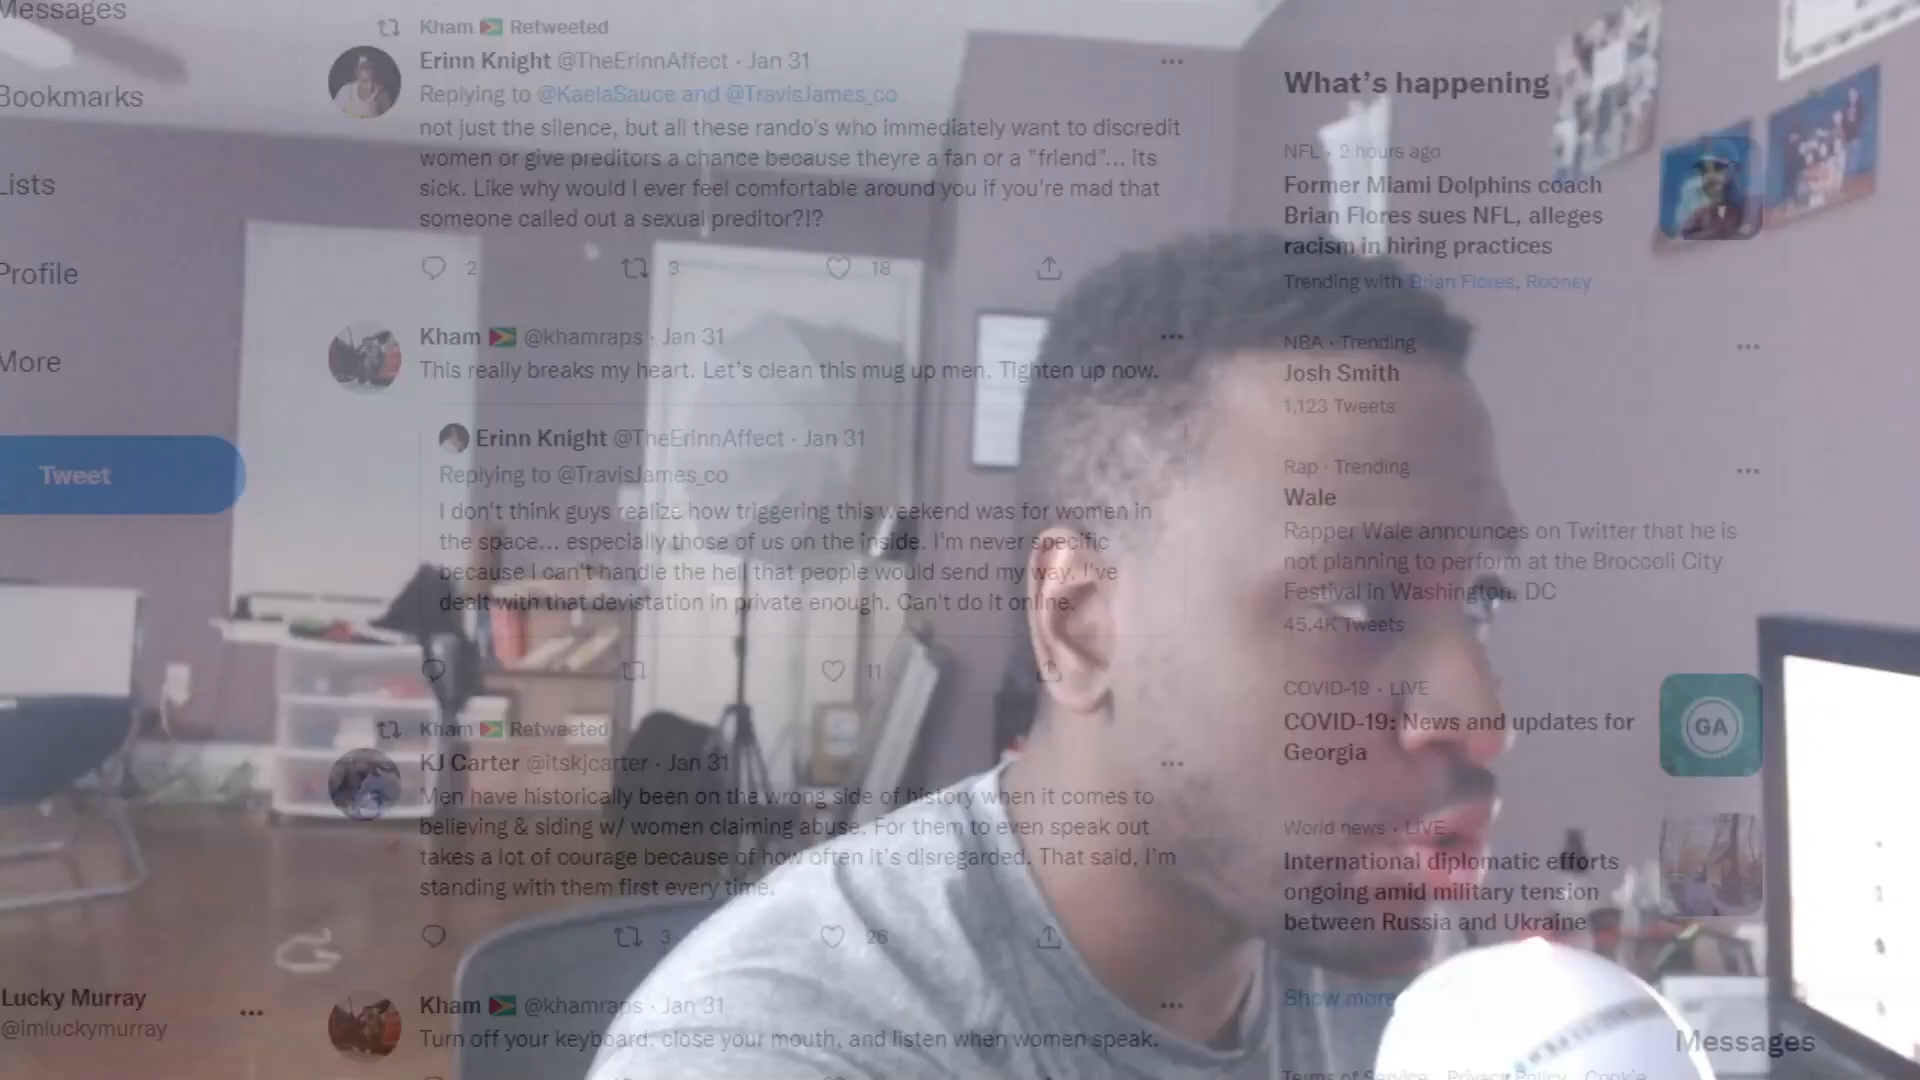 Messages
Bookmarks
Lists
Profile
More
Tweet
Lucky Murray
@imluckymurray
Kham Retweeted
Erinn Knight @TheErinnAffect · Jan 31
Replying to @KaelaSauce and @TravisJames_co
not just the silence, but all these rando's who immediately want to discredit
women or give preditors a chance because theyre a fan or a "friend"... its
sick. Like why would I ever feel comfortable around you if you're mad that
someone called out a sexual preditor?!?
2 3 18
Kham @khamraps · Jan 31
This really breaks my heart. Let's clean this mug up men. Tighten up now.
Erinn Knight @TheErinnAffect · Jan 31
Replying to @TravisJames_co
I don't think guys realize how triggering this weekend was for women in
the space... especially those of us on the inside. I'm never specific
because I can't handle the hell that people would send my way. I've
dealt with that devistation in private enough. Can't do it online.
11
Kham Retweeted
KJ Carter @itskjcarter · Jan 31
Men have historically been on the wrong side of history when it comes to
believing & siding w/ women claiming abuse. For them to even speak out
takes a lot of courage because of how often it's disregarded. That said, I'm
standing with them first every time.
3 26
Kham @khamraps · Jan 31
Turn off your keyboard, close your mouth, and listen when women speak.
What's happening
NFL · 2 hours ago
Former Miami Dolphins coach
Brian Flores sues NFL, alleges
racism in hiring practices
Trending with Brian Flores, Rooney
NBA · Trending
Josh Smith
1,123 Tweets
Rap · Trending
Wale
Rapper Wale announces on Twitter that he is
not planning to perform at the Broccoli City
Festival in Washington, DC
45.4K Tweets
COVID-19 · LIVE
COVID-19: News and updates for
Georgia
GA
World news · LIVE
International diplomatic efforts
ongoing amid military tension
between Russia and Ukraine
Show more
Terms of Service Privacy Policy Cookie
Messages